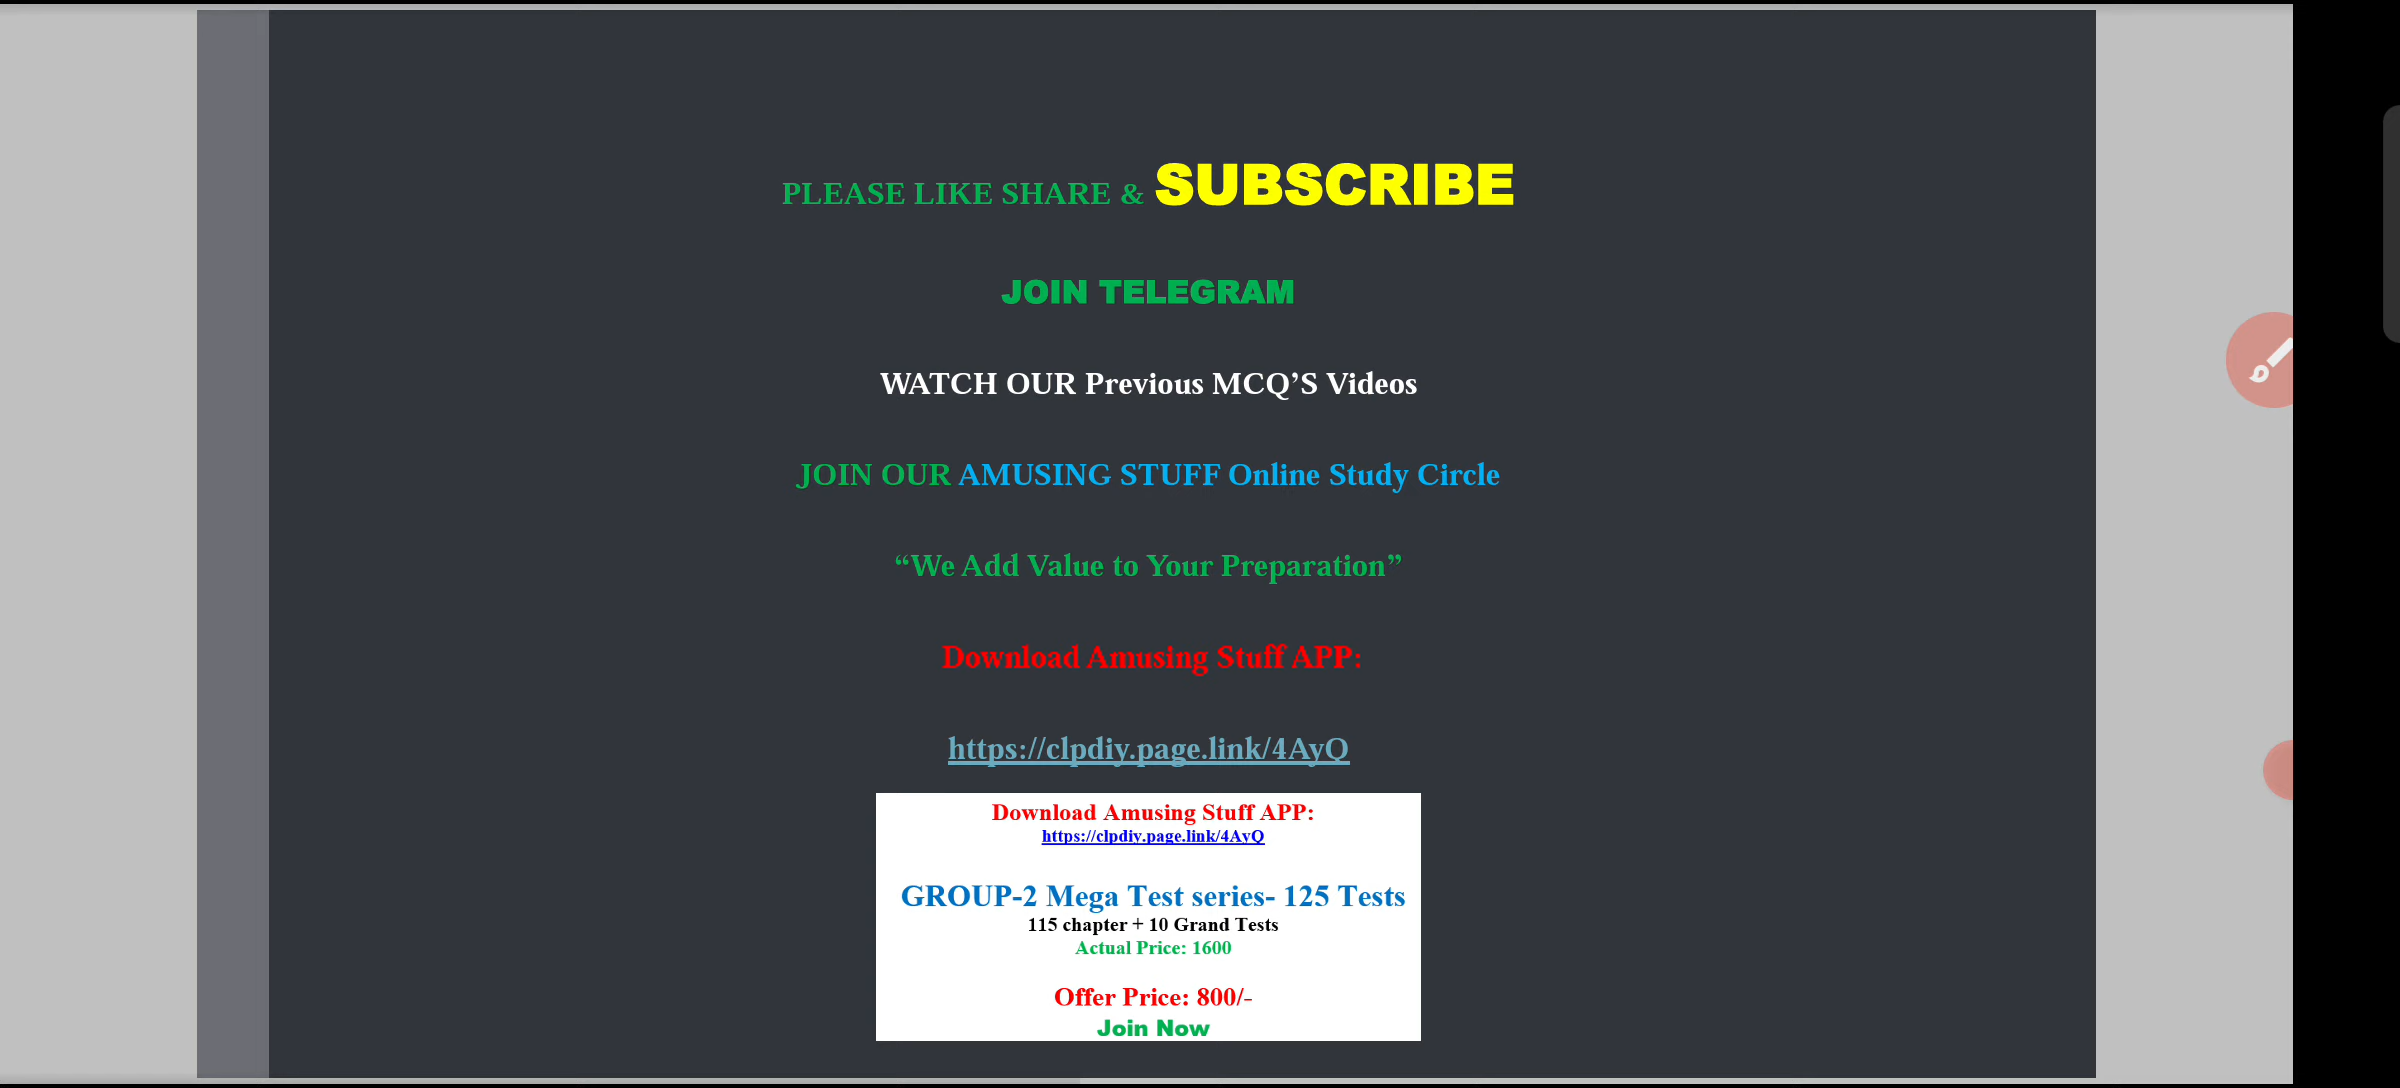 PLEASE LIKE SHARE & SUBSCRIBE
JOIN TELEGRAM
WATCH OUR Previous MCQ’S Videos
JOIN OUR AMUSING STUFF Online Study Circle
“We Add Value to Your Preparation”
Download Amusing Stuff APP:
https://clpdiy.page.link/4AyQ
Download Amusing Stuff APP:
https://clpdiy.page.link/4AyQ
GROUP-2 Mega Test series- 125 Tests
115 chapter + 10 Grand Tests
Actual Price: 1600
Offer Price: 800/-
Join Now